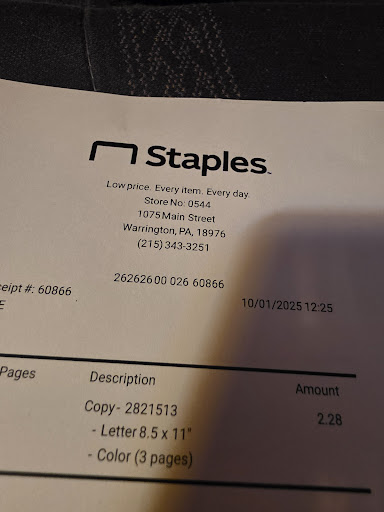 Staples
Low price. Every item. Every day.
Store No: 0544
1075 Main Street
Warrington, PA, 18976
(215) 343-3251
26262600 026 60866
eipt #: 60866
10/01/2025 12:25
E
Pages Description Amount
Copy - 2821513 2.28
- Letter 8.5 x 11"
- Color (3 pages)